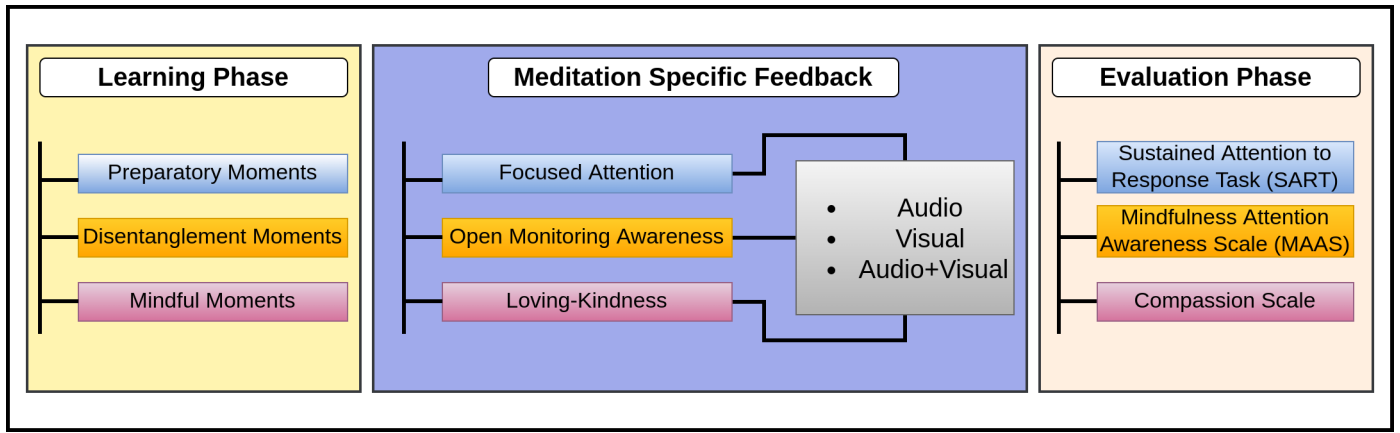 Learning Phase
Preparatory Moments
Disentanglement Moments
Mindful Moments
Meditation Specific Feedback
Focused Attention
Open Monitoring Awareness
Loving-Kindness
• Audio
• Visual
• Audio+Visual
Evaluation Phase
Sustained Attention to
Response Task (SART)
Mindfulness Attention
Awareness Scale (MAAS)
Compassion Scale